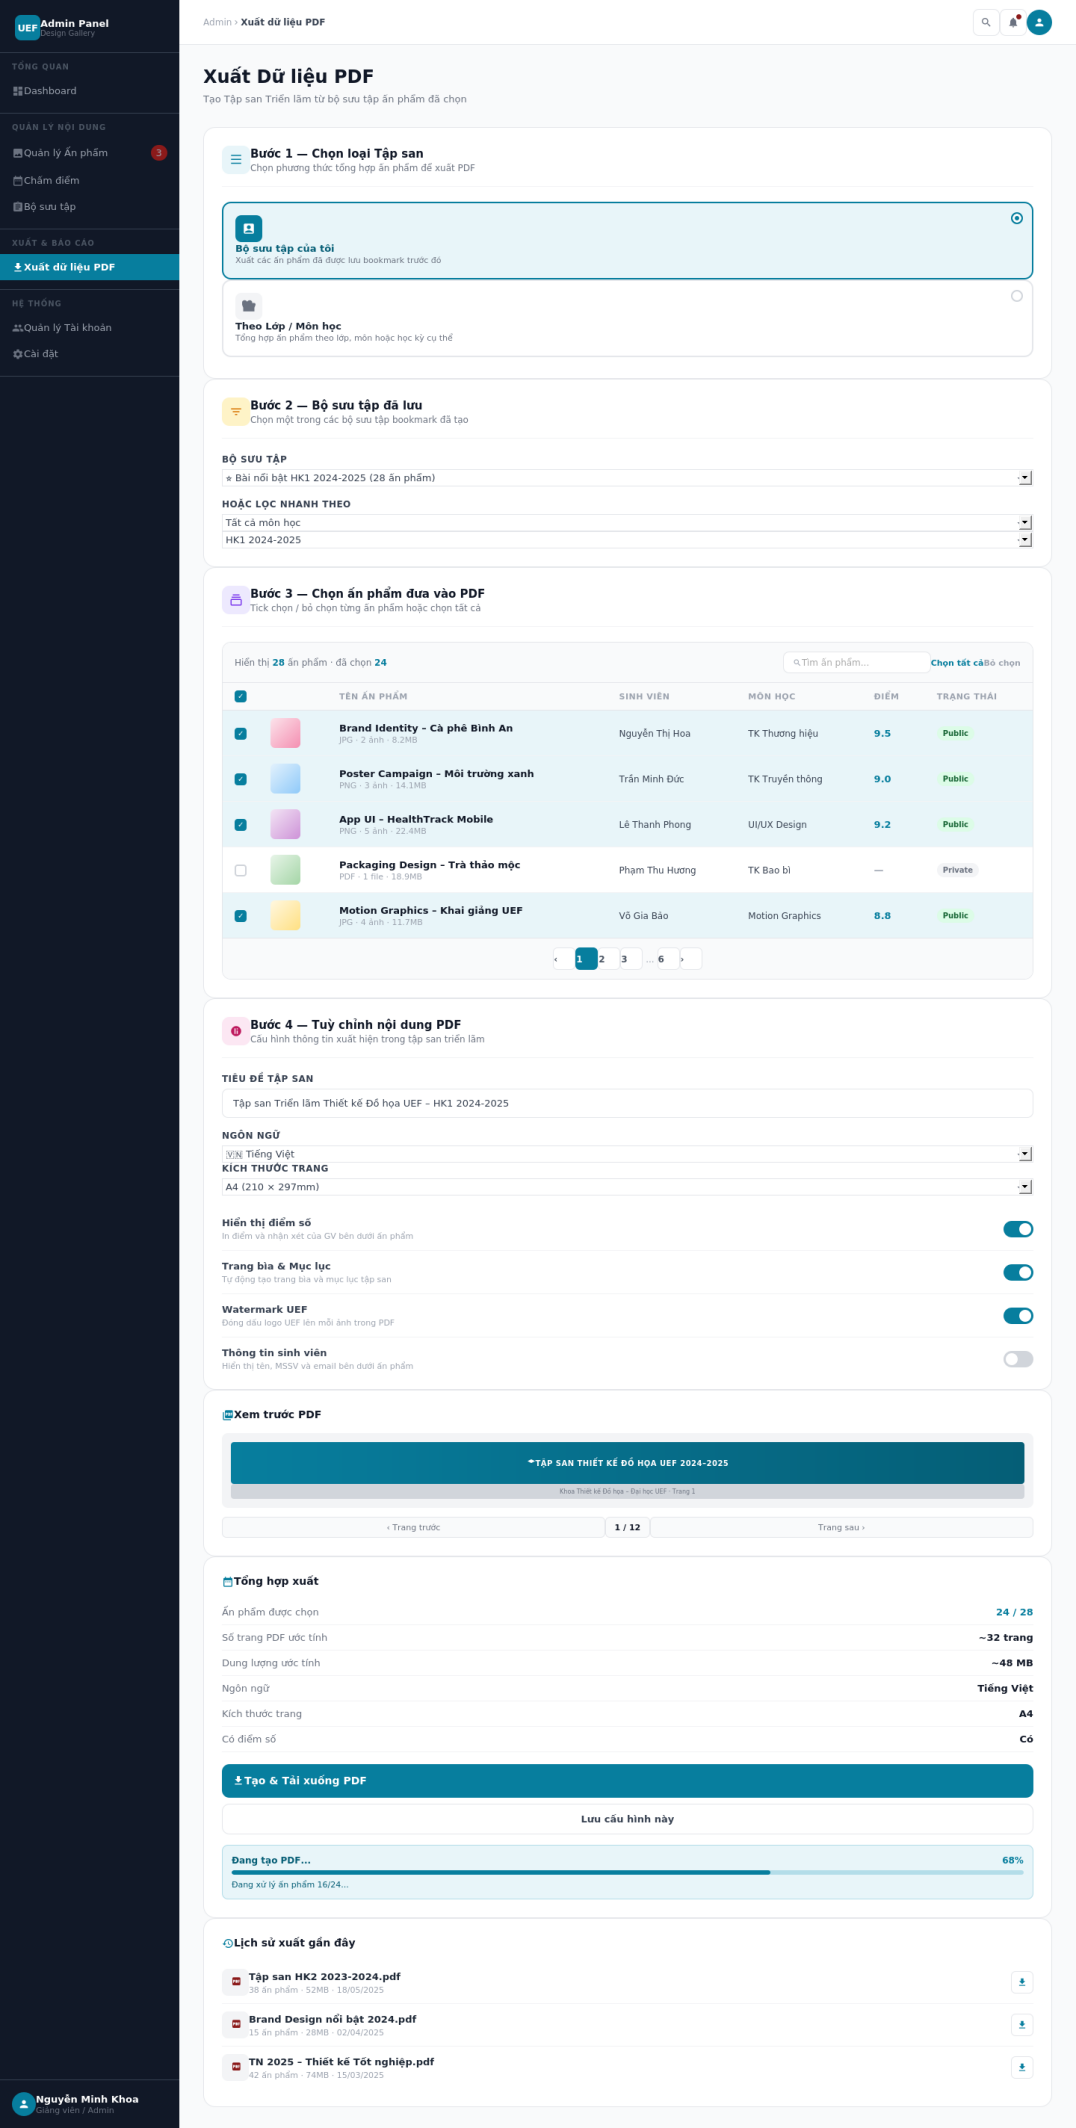 UEF Admin Panel
Design Gallery
TỔNG QUAN
Dashboard
QUẢN LÝ NỘI DUNG
Quản lý Ấn phẩm 3
Chấm điểm
Bộ sưu tập
XUẤT & BÁO CÁO
Xuất dữ liệu PDF
HỆ THỐNG
Quản lý Tài khoản
Cài đặt
Nguyễn Minh Khoa
Giảng viên / Admin
Admin › Xuất dữ liệu PDF
Xuất Dữ liệu PDF
Tạo Tập san Triển lãm từ bộ sưu tập ấn phẩm đã chọn
Bước 1 — Chọn loại Tập san
Chọn phương thức tổng hợp ấn phẩm để xuất PDF
Bộ sưu tập của tôi
Xuất các ấn phẩm đã được lưu bookmark trước đó
Theo Lớp / Môn học
Tổng hợp ấn phẩm theo lớp, môn hoặc học kỳ cụ thể
Bước 2 — Bộ sưu tập đã lưu
Chọn một trong các bộ sưu tập bookmark đã tạo
BỘ SƯU TẬP
⭐ Bài nổi bật HK1 2024-2025 (28 ấn phẩm)
HOẶC LỌC NHANH THEO
Tất cả môn học
HK1 2024-2025
Bước 3 — Chọn ấn phẩm đưa vào PDF
Tick chọn / bỏ chọn từng ấn phẩm hoặc chọn tất cả
Hiển thị 28 ấn phẩm · đã chọn 24 Tìm ấn phẩm... Chọn tất cả Bỏ chọn
TÊN ẤN PHẨM SINH VIÊN MÔN HỌC ĐIỂM TRẠNG THÁI
Brand Identity – Cà phê Bình An Nguyễn Thị Hoa TK Thương hiệu 9.5 Public
JPG · 2 ảnh · 8.2MB
Poster Campaign – Môi trường xanh Trần Minh Đức TK Truyền thông 9.0 Public
PNG · 3 ảnh · 14.1MB
App UI – HealthTrack Mobile Lê Thanh Phong UI/UX Design 9.2 Public
PNG · 5 ảnh · 22.4MB
Packaging Design – Trà thảo mộc Phạm Thu Hương TK Bao bì — Private
PDF · 1 file · 18.9MB
Motion Graphics – Khai giảng UEF Võ Gia Bảo Motion Graphics 8.8 Public
JPG · 4 ảnh · 11.7MB
‹ 1 2 3 ... 6 ›
Bước 4 — Tuỳ chỉnh nội dung PDF
Cấu hình thông tin xuất hiện trong tập san triển lãm
TIÊU ĐỀ TẬP SAN
Tập san Triển lãm Thiết kế Đồ họa UEF – HK1 2024-2025
NGÔN NGỮ
🇻🇳 Tiếng Việt
KÍCH THƯỚC TRANG
A4 (210 × 297mm)
Hiển thị điểm số
In điểm và nhận xét của GV bên dưới ấn phẩm
Trang bìa & Mục lục
Tự động tạo trang bìa và mục lục tập san
Watermark UEF
Đóng dấu logo UEF lên mỗi ảnh trong PDF
Thông tin sinh viên
Hiển thị tên, MSSV và email bên dưới ấn phẩm
Xem trước PDF
TẬP SAN THIẾT KẾ ĐỒ HỌA UEF 2024–2025
Khoa Thiết kế Đồ họa – Đại học UEF · Trang 1
‹ Trang trước 1 / 12 Trang sau ›
Tổng hợp xuất
Ấn phẩm được chọn 24 / 28
Số trang PDF ước tính ~32 trang
Dung lượng ước tính ~48 MB
Ngôn ngữ Tiếng Việt
Kích thước trang A4
Có điểm số Có
Tạo & Tải xuống PDF
Lưu cấu hình này
Đang tạo PDF... 68%
Đang xử lý ấn phẩm 16/24...
Lịch sử xuất gần đây
Tập san HK2 2023-2024.pdf
38 ấn phẩm · 52MB · 18/05/2025
Brand Design nổi bật 2024.pdf
15 ấn phẩm · 28MB · 02/04/2025
TN 2025 – Thiết kế Tốt nghiệp.pdf
42 ấn phẩm · 74MB · 15/03/2025